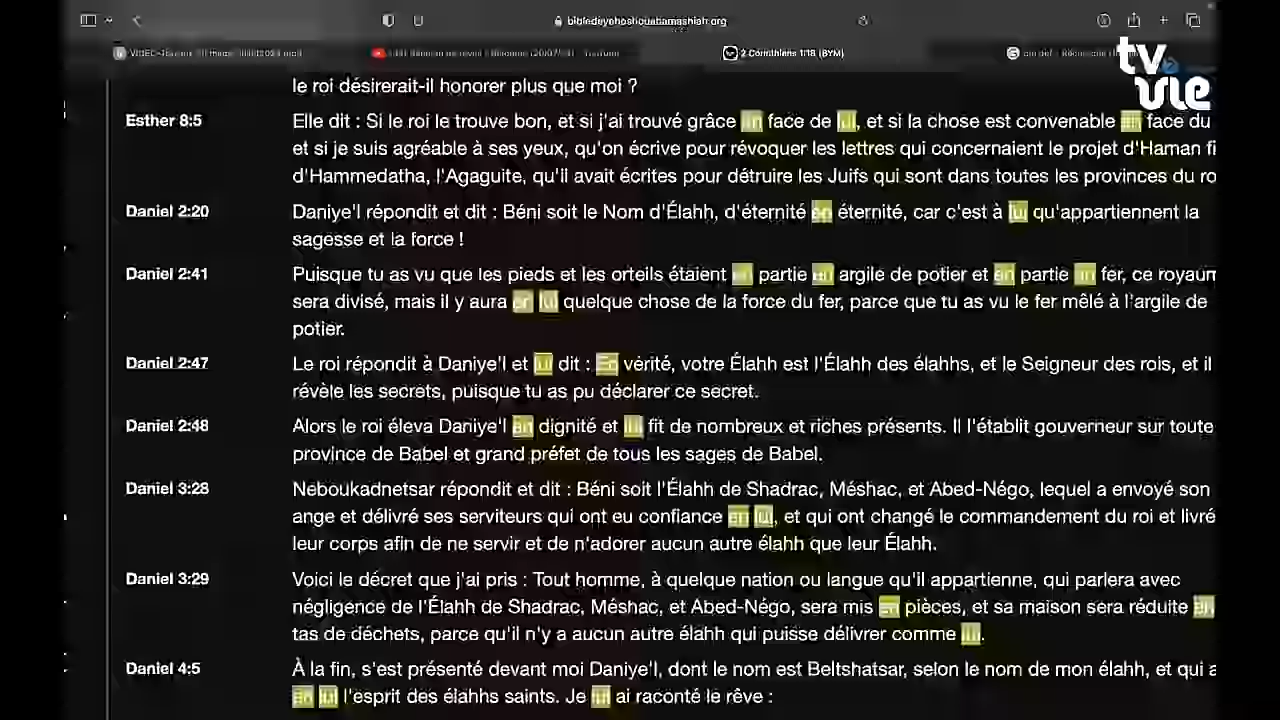 bibledeyehoshouahamashiah.org
2 Corinthiens 1:18 (BYM)
tv
vie
le roi désirerait-il honorer plus que moi ?
Esther 8:5 Elle dit : Si le roi le trouve bon, et si j'ai trouvé grâce en face de lui, et si la chose est convenable en face du
et si je suis agréable à ses yeux, qu'on écrive pour révoquer les lettres qui concernaient le projet d'Haman fi
d'Hammedatha, l'Agaguite, qu'il avait écrites pour détruire les Juifs qui sont dans toutes les provinces du ro
Daniel 2:20 Daniye'l répondit et dit : Béni soit le Nom d'Élahh, d'éternité en éternité, car c'est à lui qu'appartiennent la
sagesse et la force !
Daniel 2:41 Puisque tu as vu que les pieds et les orteils étaient en partie en argile de potier et en partie en fer, ce royaum
sera divisé, mais il y aura en lui quelque chose de la force du fer, parce que tu as vu le fer mêlé à l'argile de
potier.
Daniel 2:47 Le roi répondit à Daniye'l et lui dit : En vérité, votre Élahh est l'Élahh des élahhs, et le Seigneur des rois, et il
révèle les secrets, puisque tu as pu déclarer ce secret.
Daniel 2:48 Alors le roi éleva Daniye'l en dignité et lui fit de nombreux et riches présents. Il l'établit gouverneur sur toute
province de Babel et grand préfet de tous les sages de Babel.
Daniel 3:28 Neboukadnetsar répondit et dit : Béni soit l'Élahh de Shadrac, Méshac, et Abed-Négo, lequel a envoyé son
ange et délivré ses serviteurs qui ont eu confiance en lui, et qui ont changé le commandement du roi et livré
leur corps afin de ne servir et de n'adorer aucun autre élahh que leur Élahh.
Daniel 3:29 Voici le décret que j'ai pris : Tout homme, à quelque nation ou langue qu'il appartienne, qui parlera avec
négligence de l'Élahh de Shadrac, Méshac, et Abed-Négo, sera mis en pièces, et sa maison sera réduite en
tas de déchets, parce qu'il n'y a aucun autre élahh qui puisse délivrer comme lui.
Daniel 4:5 À la fin, s'est présenté devant moi Daniye'l, dont le nom est Beltshatsar, selon le nom de mon élahh, et qui a
en lui l'esprit des élahhs saints. Je lui ai raconté le rêve :